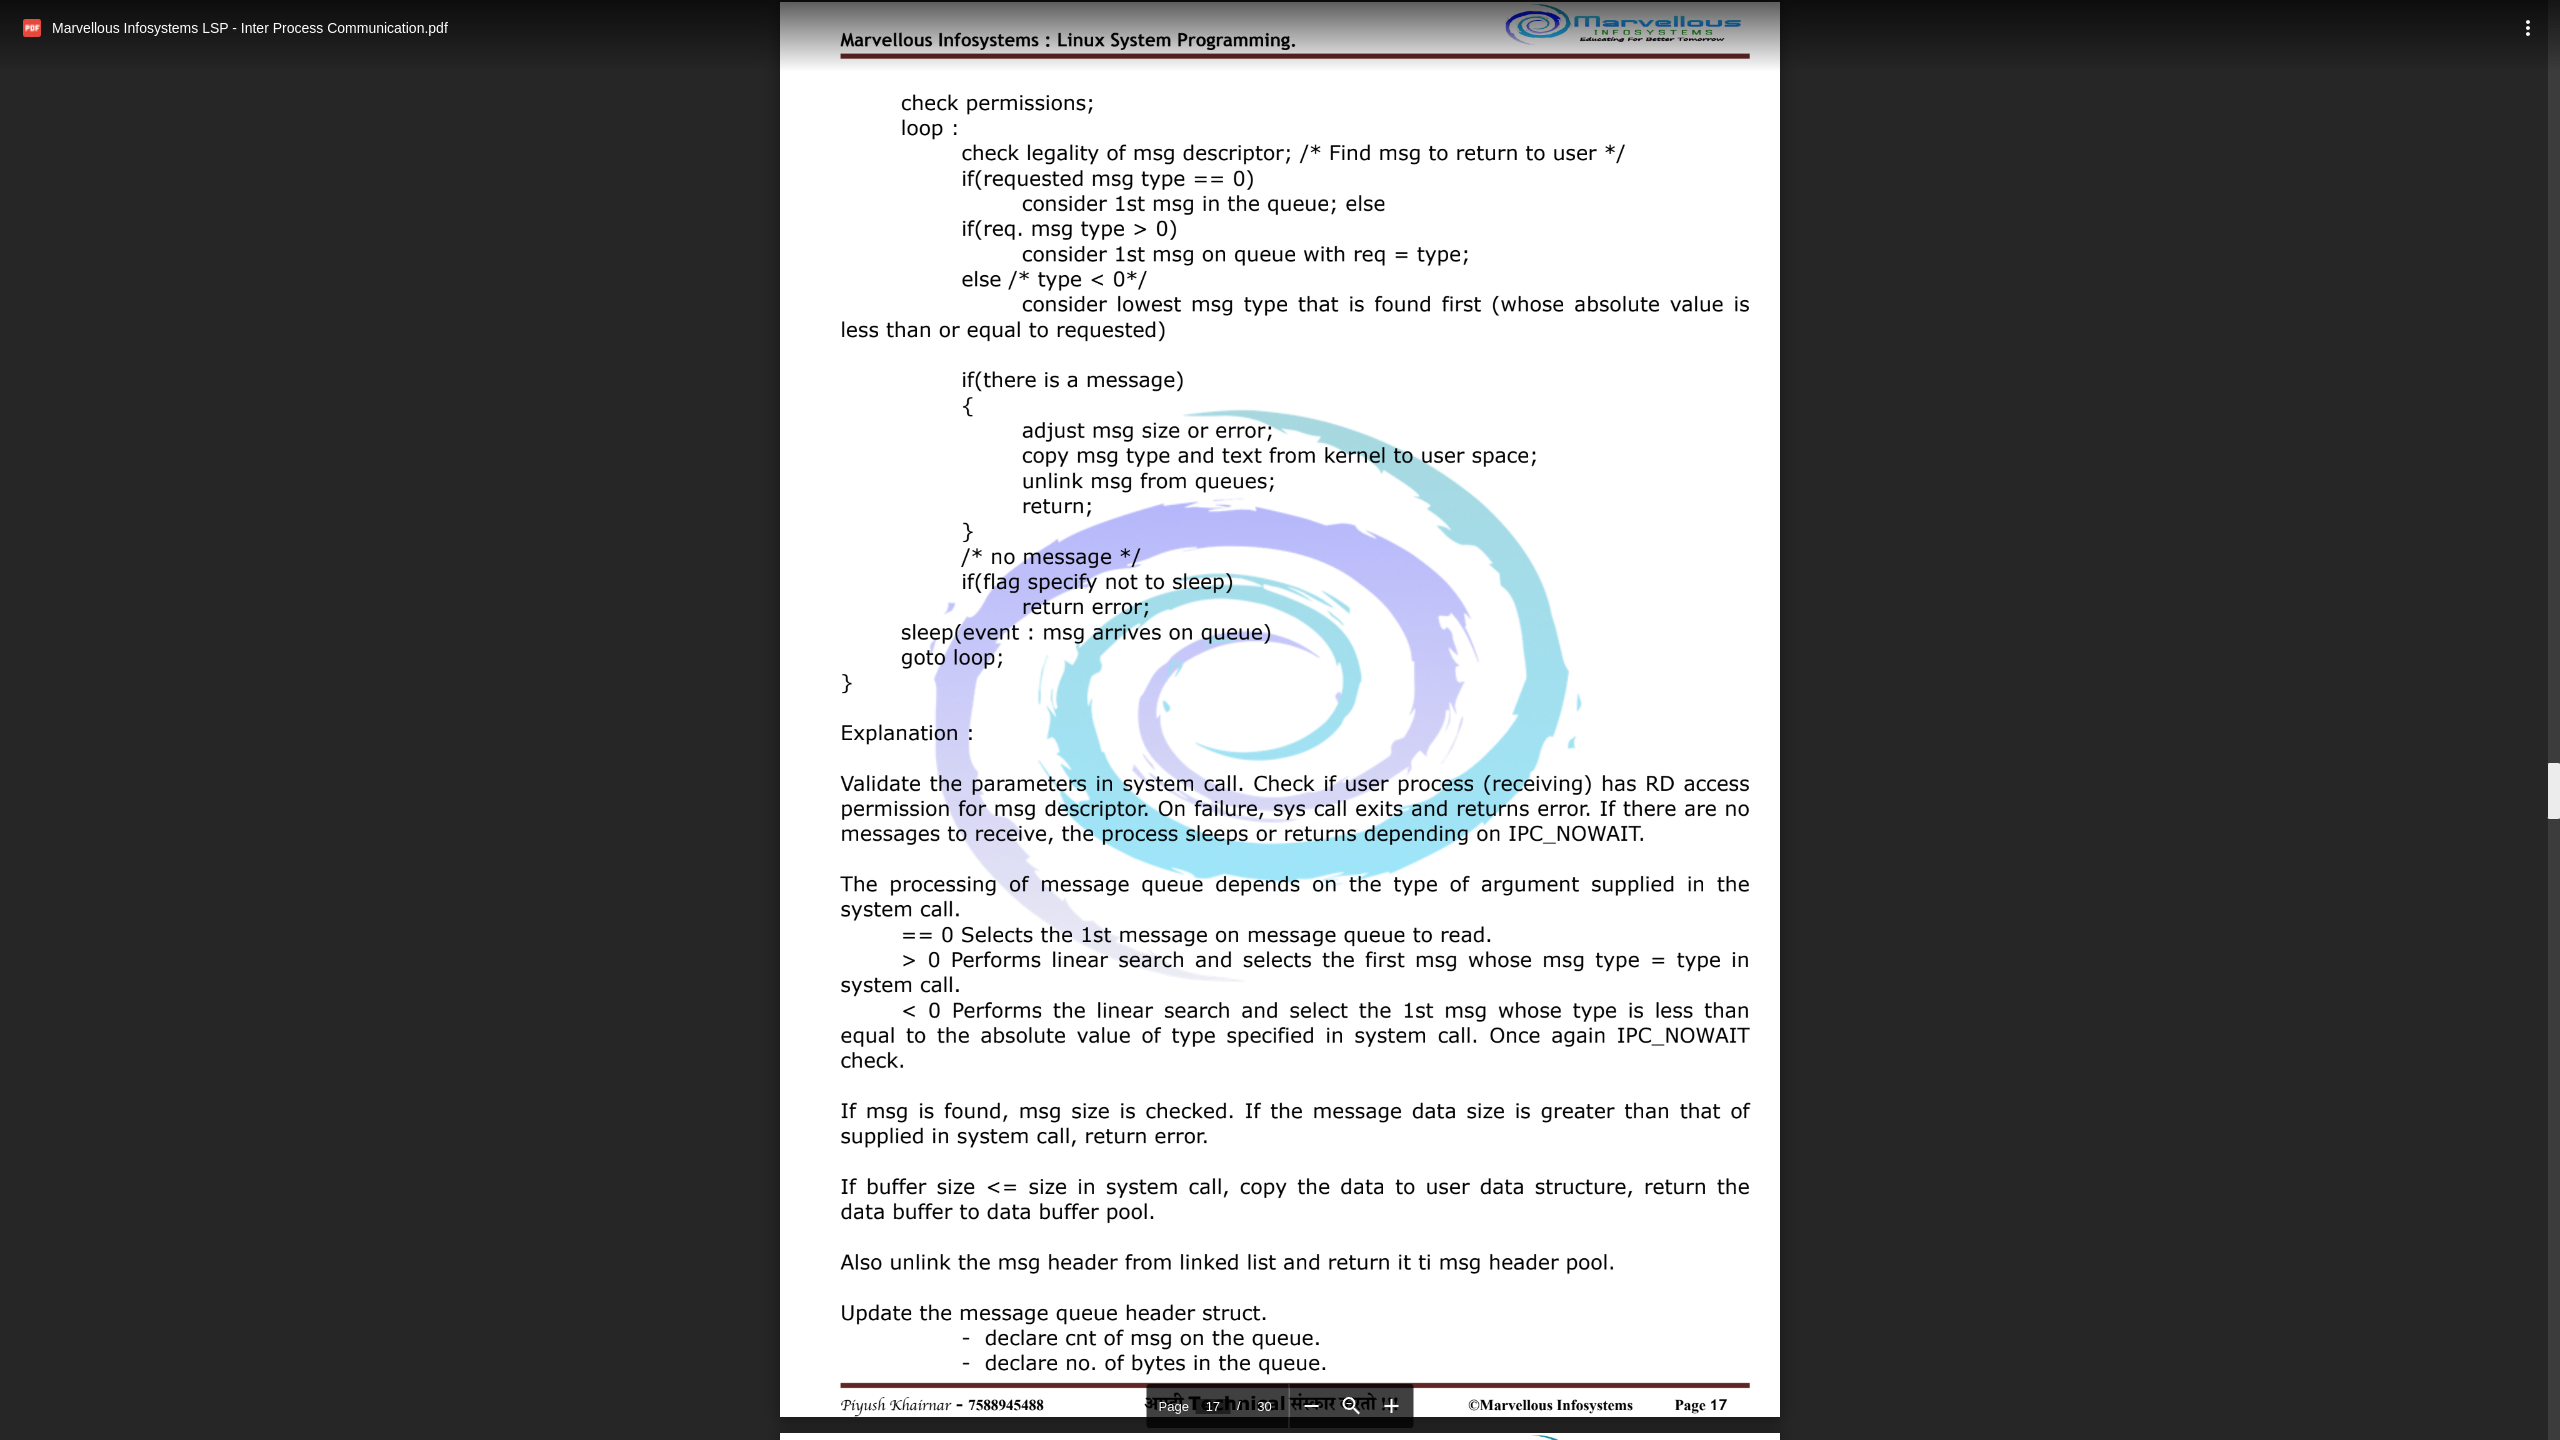 PDF Marvellous Infosystems LSP - Inter Process Communication.pdf
Marvellous Infosystems : Linux System Programming.
Marvellous
INFOSYSTEMS
Educating For Better Tomorrow
check permissions;
loop :
check legality of msg descriptor; /* Find msg to return to user */
if(requested msg type == 0)
consider 1st msg in the queue; else
if(req. msg type > 0)
consider 1st msg on queue with req = type;
else /* type < 0*/
consider lowest msg type that is found first (whose absolute value is
less than or equal to requested)
if(there is a message)
{
adjust msg size or error;
copy msg type and text from kernel to user space;
unlink msg from queues;
return;
}
/* no message */
if(flag specify not to sleep)
return error;
sleep(event : msg arrives on queue)
goto loop;
}
Explanation :
Validate the parameters in system call. Check if user process (receiving) has RD access
permission for msg descriptor. On failure, sys call exits and returns error. If there are no
messages to receive, the process sleeps or returns depending on IPC_NOWAIT.
The processing of message queue depends on the type of argument supplied in the
system call.
== 0 Selects the 1st message on message queue to read.
> 0 Performs linear search and selects the first msg whose msg type = type in
system call.
< 0 Performs the linear search and select the 1st msg whose type is less than
equal to the absolute value of type specified in system call. Once again IPC_NOWAIT
check.
If msg is found, msg size is checked. If the message data size is greater than that of
supplied in system call, return error.
If buffer size <= size in system call, copy the data to user data structure, return the
data buffer to data buffer pool.
Also unlink the msg header from linked list and return it ti msg header pool.
Update the message queue header struct.
- declare cnt of msg on the queue.
- declare no. of bytes in the queue.
Piyush Khairnar - 7588945488 Technical संस्कार ©Marvellous Infosystems Page 17
Page 17 / 30